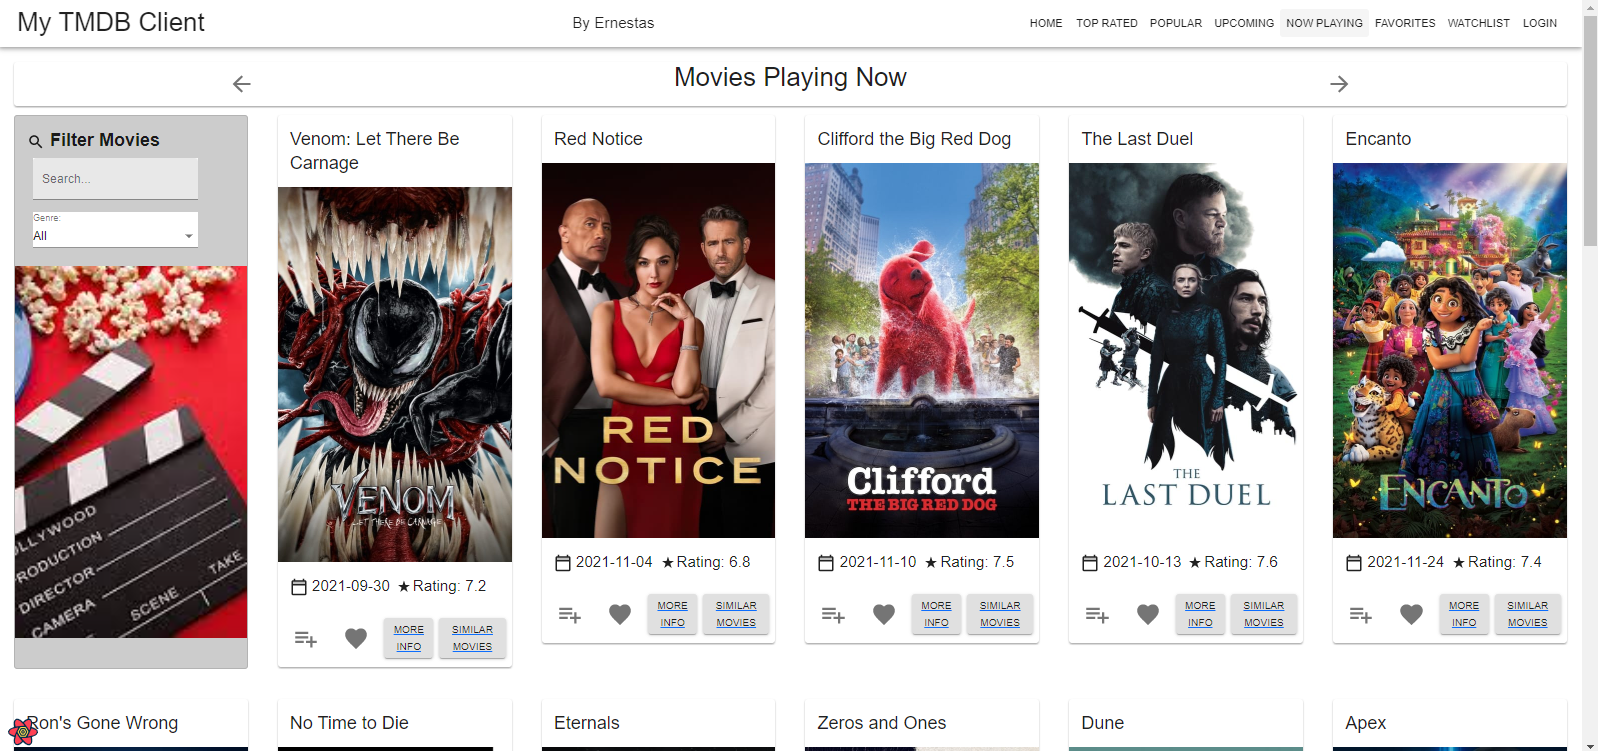 My TMDB Client
By Ernestas
HOME
TOP RATED
POPULAR
UPCOMING
NOW PLAYING
FAVORITES
WATCHLIST
LOGIN
Movies Playing Now
Filter Movies
Search...
Genre:
All
HOLLYWOOD
PRODUCTION
DIRECTOR
CAMERA
SCENE
TAKE
Venom: Let There Be
Carnage
VENOM
LET THERE BE CARNAGE
2021-09-30
Rating: 7.2
MORE
INFO
SIMILAR
MOVIES
Red Notice
RED
NOTICE
2021-11-04
Rating: 6.8
MORE
INFO
SIMILAR
MOVIES
Clifford the Big Red Dog
Clifford
THE BIG RED DOG
2021-11-10
Rating: 7.5
MORE
INFO
SIMILAR
MOVIES
The Last Duel
THE
LAST DUEL
2021-10-13
Rating: 7.6
MORE
INFO
SIMILAR
MOVIES
Encanto
ENCANTO
2021-11-24
Rating: 7.4
MORE
INFO
SIMILAR
MOVIES
Ron's Gone Wrong
No Time to Die
Eternals
Zeros and Ones
Dune
Apex